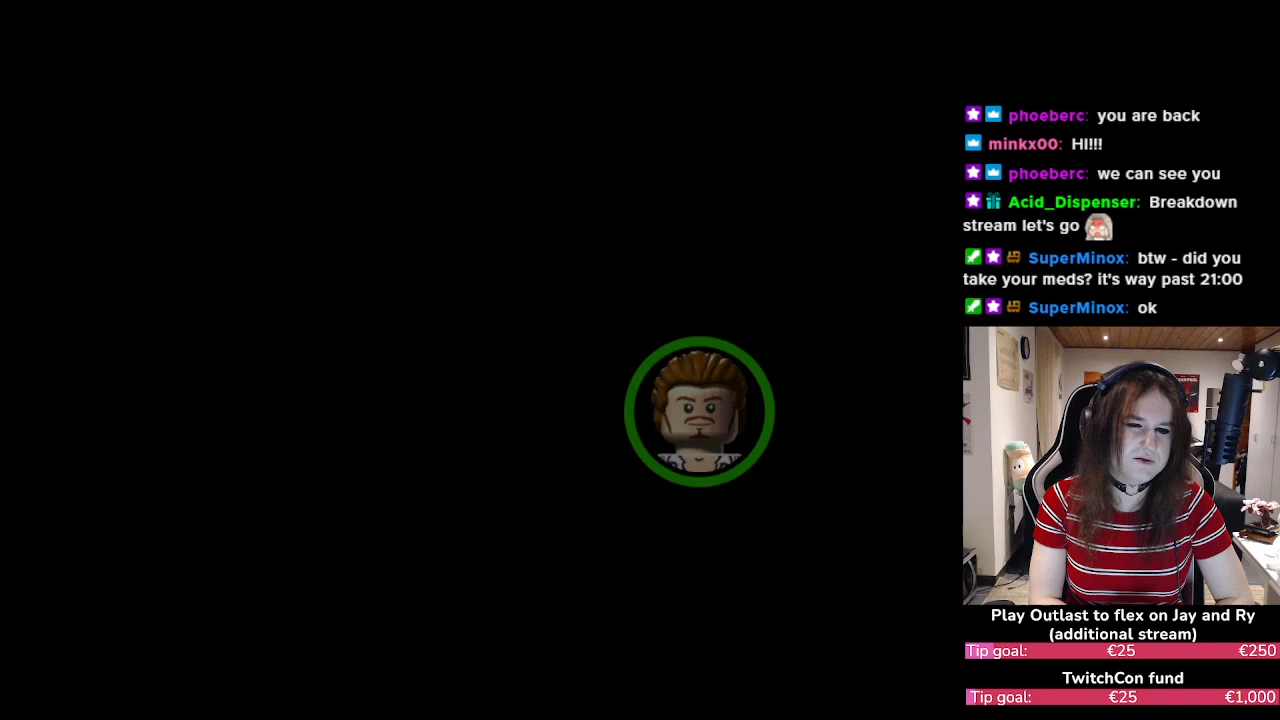 phoeberc: you are back
minkx00: HI!!!
phoeberc: we can see you
Acid_Dispenser: Breakdown
stream let's go
SuperMinox: btw - did you
take your meds? it's way past 21:00
SuperMinox: ok
Play Outlast to flex on Jay and Ry
(additional stream)
Tip goal: €25 €250
TwitchCon fund
Tip goal: €25 €1,000